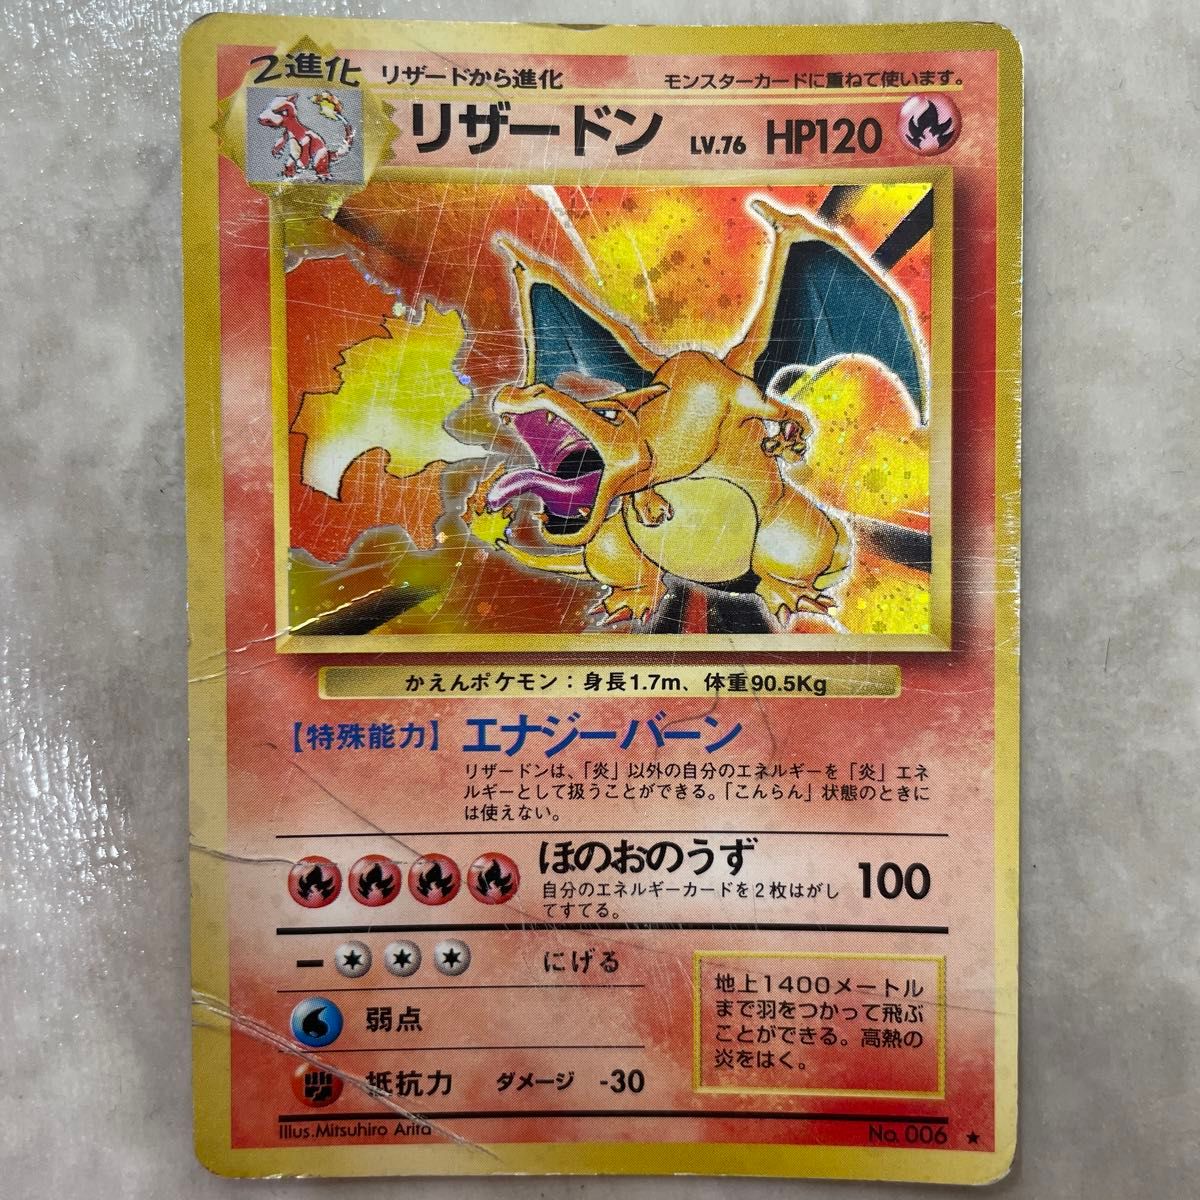 2進化 リザードから進化 モンスターカードに重ねて使います。
リザードン LV.76 HP120
かえんポケモン：身長1.7m、体重90.5Kg
【特殊能力】エナジーバーン
リザードンは、「炎」以外の自分のエネルギーを「炎」エネ
ルギーとして扱うことができる。「こんらん」状態のときに
は使えない。
ほのおのうず 100
自分のエネルギーカードを2枚はがし
てすてる。
にげる
弱点
抵抗力 ダメージ -30
地上1400メートル
まで羽をつかって飛ぶ
ことができる。高熱の
炎をはく。
Illus.Mitsuhiro Arita
No. 006 ★